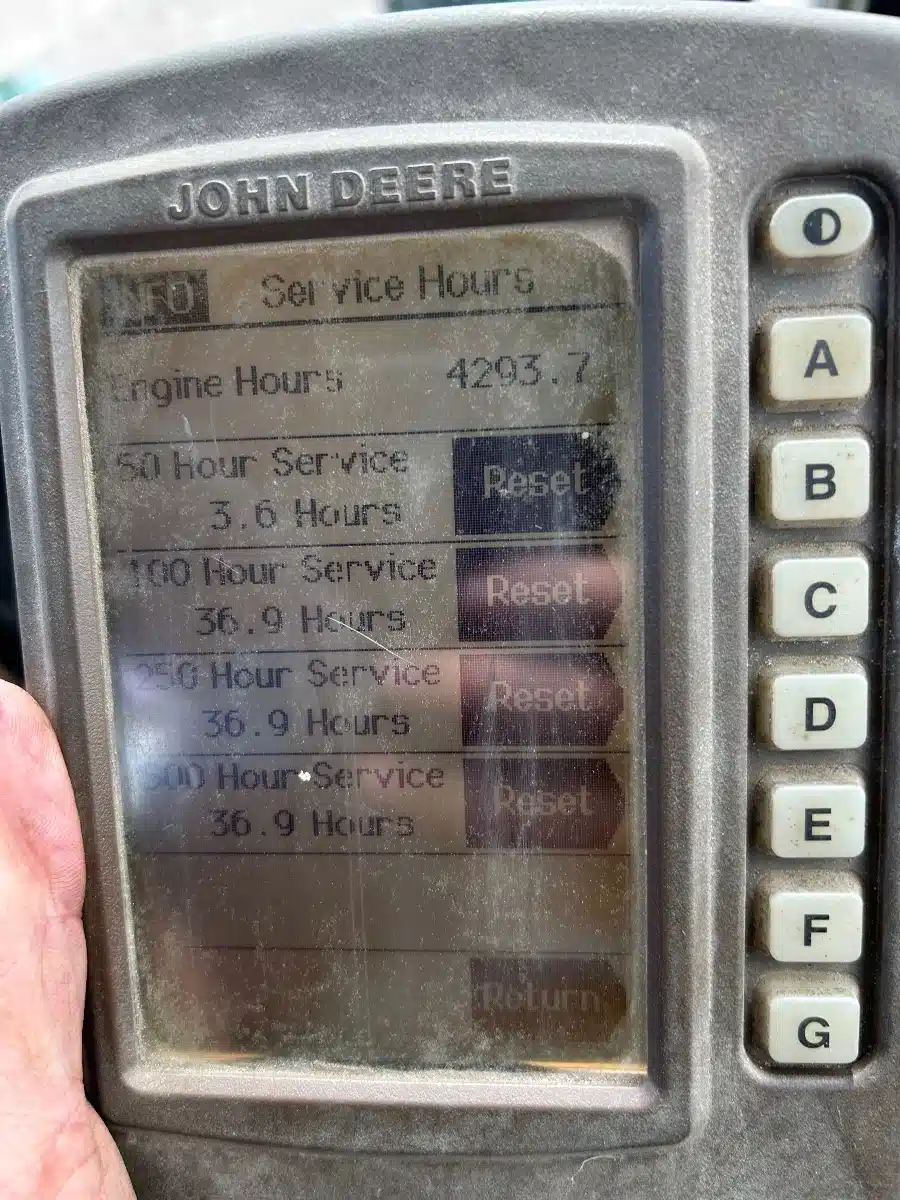 JOHN DEERE
INFO Service Hours
Engine Hours 4293.7
50 Hour Service
Reset
3.6 Hours
100 Hour Service
Reset
36.9 Hours
250 Hour Service
Reset
36.9 Hours
500 Hour Service
Reset
36.9 Hours
Return
A
B
C
D
E
F
G